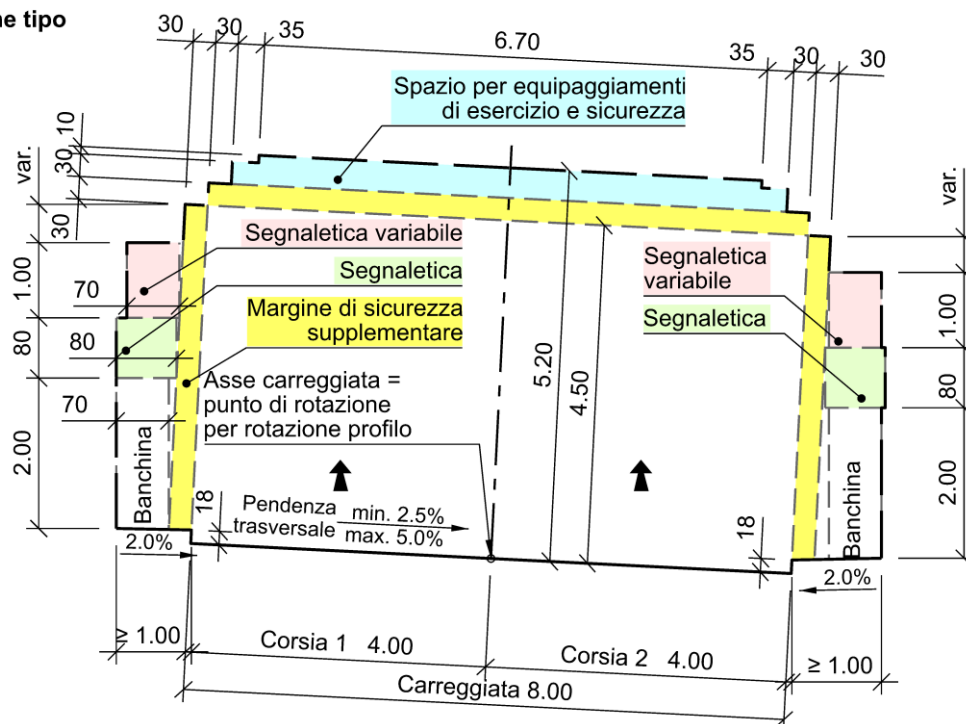 ne tipo
30 30 35 6.70 35 30 30
Spazio per equipaggiamenti
di esercizio e sicurezza
10
30
30
var.
var.
Segnaletica variabile
Segnaletica
Margine di sicurezza
supplementare
Segnaletica
variabile
Segnaletica
1.00
80
2.00
70
80
70
1.00
80
2.00
5.20
4.50
Asse carreggiata =
punto di rotazione
per rotazione profilo
Banchina
Banchina
18
18
Pendenza
trasversale
min. 2.5%
max. 5.0%
2.0%
2.0%
≥ 1.00
Corsia 1 4.00
Corsia 2 4.00
≥ 1.00
Carreggiata 8.00